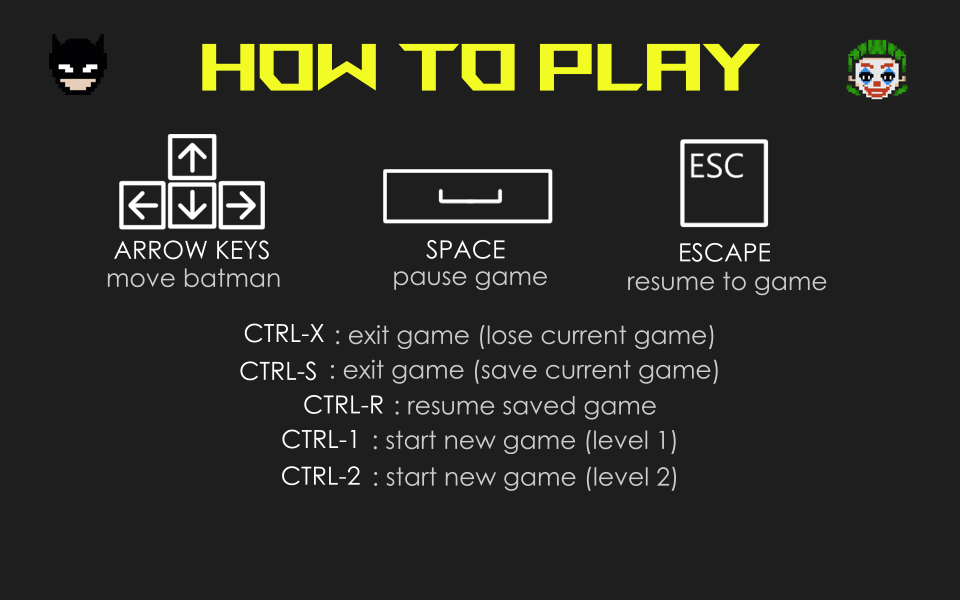 HOW TO PLAY
ESC
ARROW KEYS
move batman
SPACE
pause game
ESCAPE
resume to game
CTRL-X : exit game (lose current game)
CTRL-S : exit game (save current game)
CTRL-R : resume saved game
CTRL-1 : start new game (level 1)
CTRL-2 : start new game (level 2)